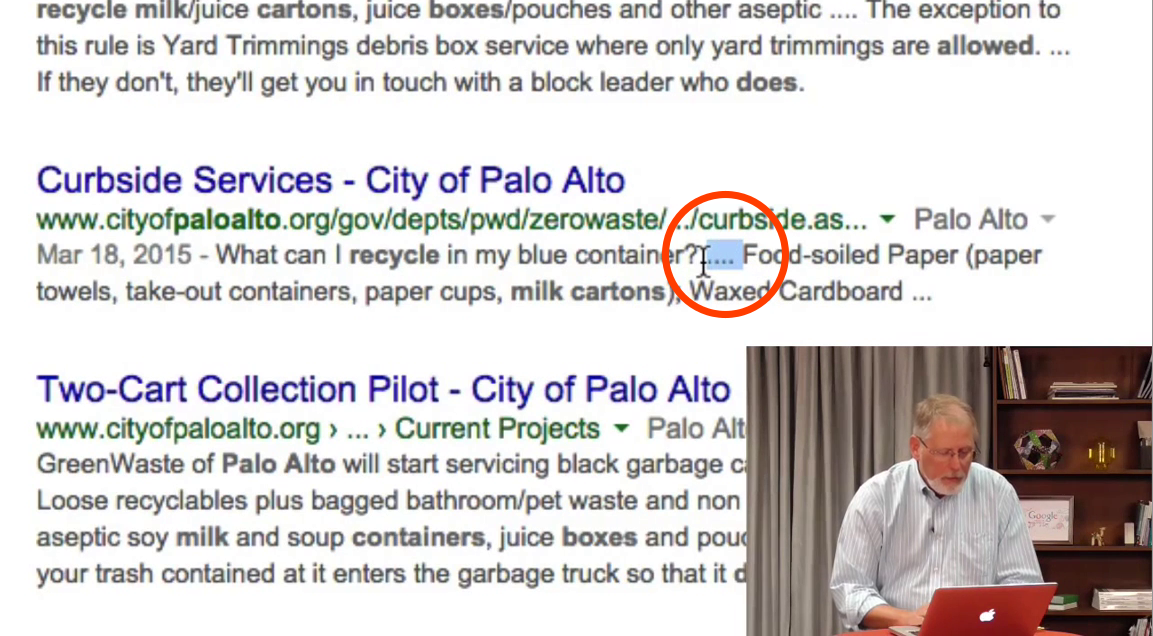 recycle milk/juice cartons, juice boxes/pouches and other aseptic .... The exception to
this rule is Yard Trimmings debris box service where only yard trimmings are allowed. ...
If they don't, they'll get you in touch with a block leader who does.
Curbside Services - City of Palo Alto
www.cityofpaloalto.org/gov/depts/pwd/zerowaste/.../curbside.as... Palo Alto
Mar 18, 2015 - What can I recycle in my blue container? .... Food-soiled Paper (paper
towels, take-out containers, paper cups, milk cartons), Waxed Cardboard ...
Two-Cart Collection Pilot - City of Palo Alto
www.cityofpaloalto.org › ... › Current Projects Palo Alt
GreenWaste of Palo Alto will start servicing black garbage
Loose recyclables plus bagged bathroom/pet waste and non
aseptic soy milk and soup containers, juice boxes and pouc
your trash contained at it enters the garbage truck so that it
Google